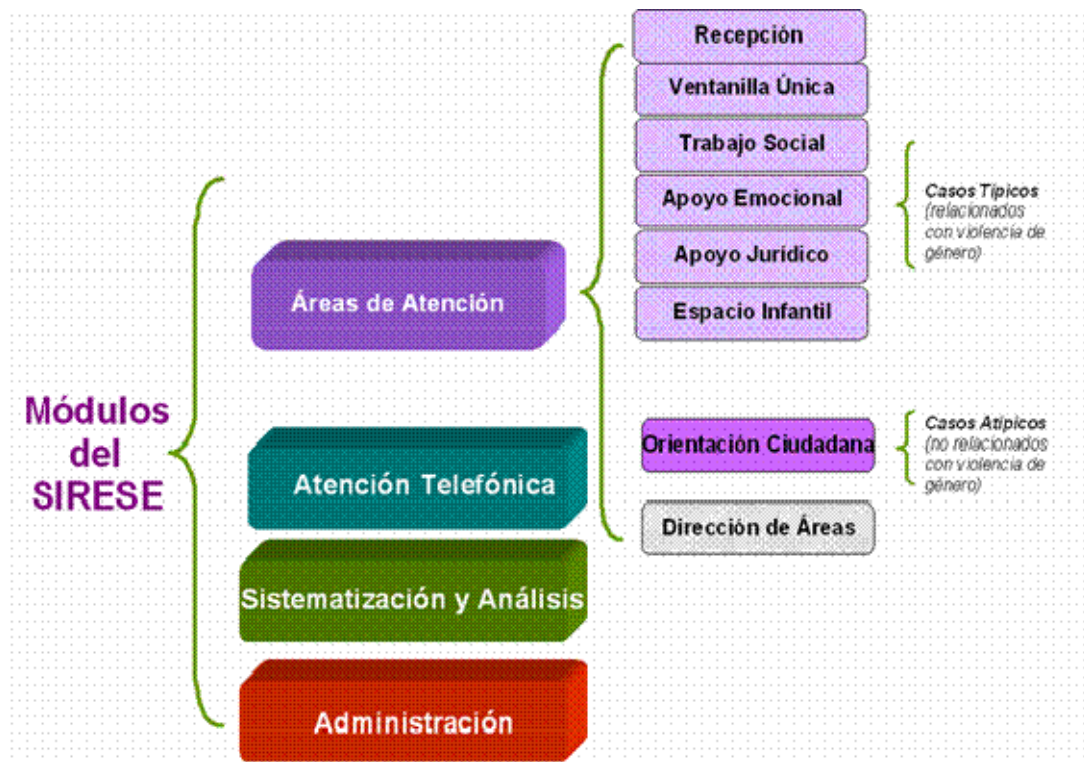 Módulos
del
SIRESE
Áreas de Atención
Atención Telefónica
Sistematización y Análisis
Administración
Recepción
Ventanilla Única
Trabajo Social
Apoyo Emocional
Apoyo Jurídico
Espacio Infantil
Orientación Ciudadana
Dirección de Áreas
Casos Típicos
(relacionados
con violencia de
género)
Casos Atípicos
(no relacionados
con violencia de
género)